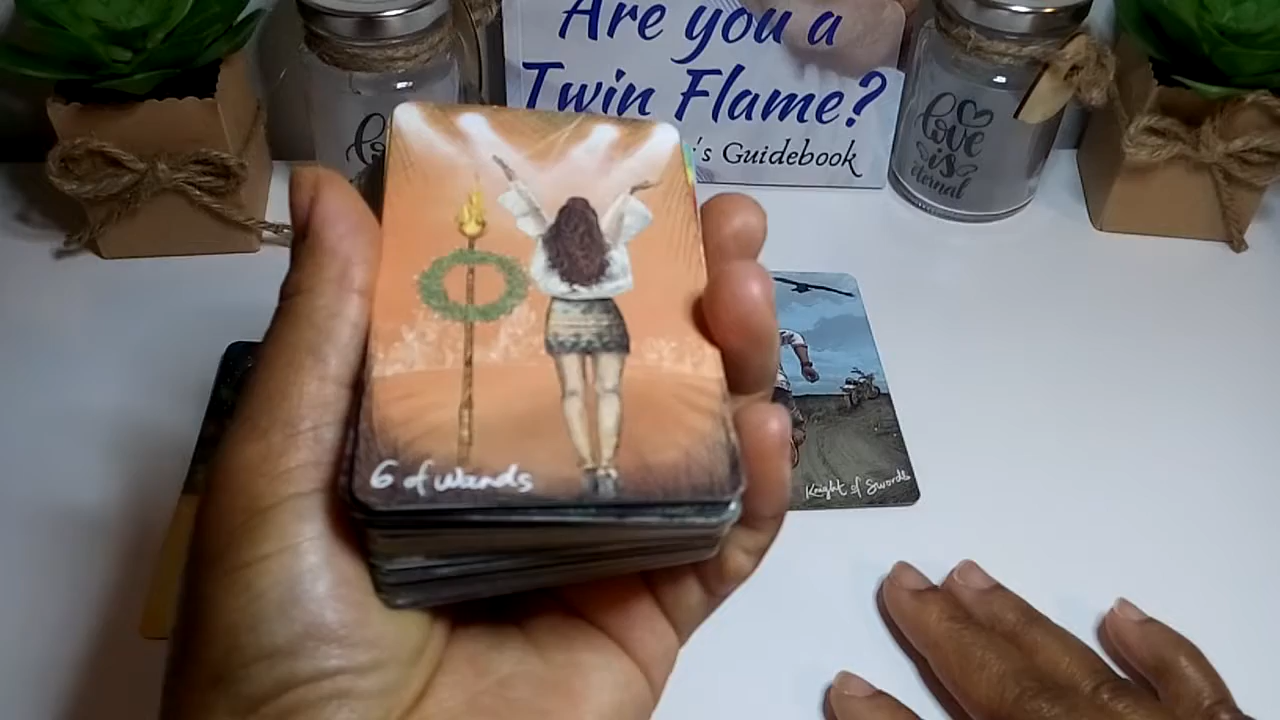 Are you a
Twin Flame?
's Guidebook
love
is
eternal
6 of Wands
Knight of Swords